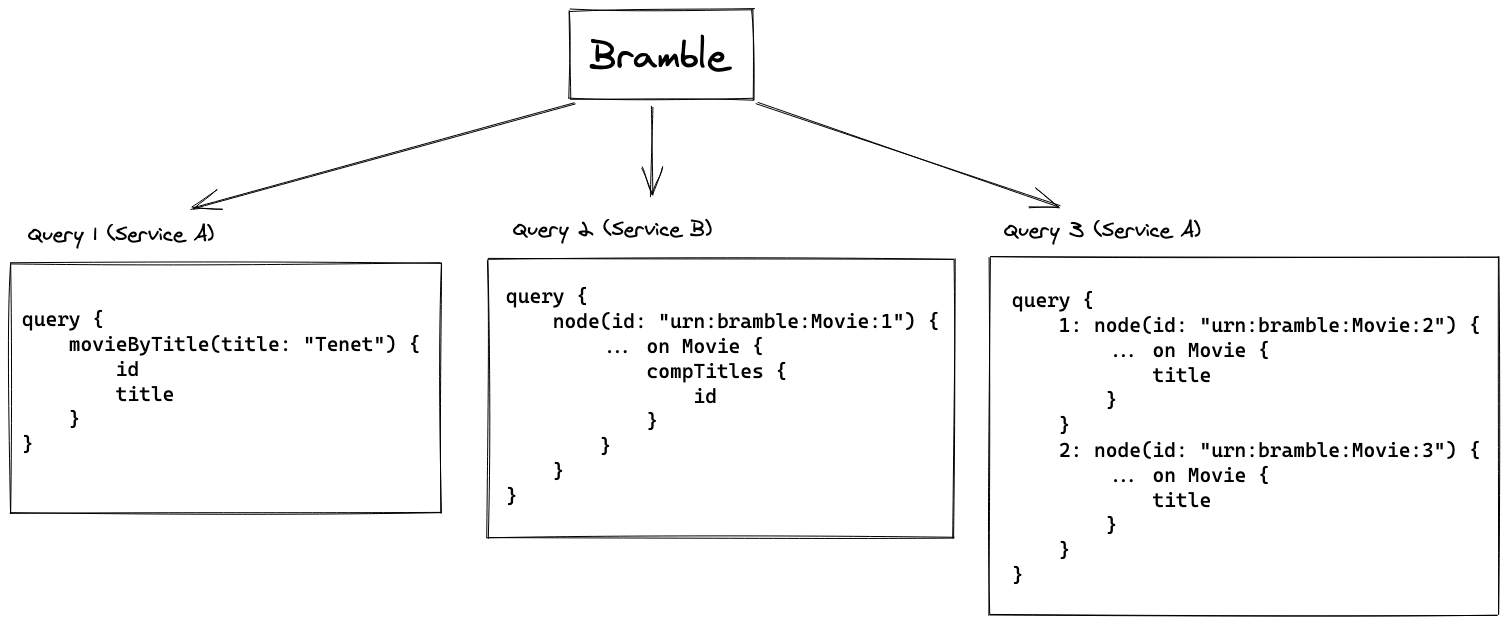 Bramble
Query 1 (Service A)
query {
    movieByTitle(title: "Tenet") {
        id
        title
    }
}
Query 2 (Service B)
query {
    node(id: "urn:bramble:Movie:1") {
        ... on Movie {
            compTitles {
                id
            }
        }
    }
}
Query 3 (Service A)
query {
    1: node(id: "urn:bramble:Movie:2") {
        ... on Movie {
            title
        }
    }
    2: node(id: "urn:bramble:Movie:3") {
        ... on Movie {
            title
        }
    }
}